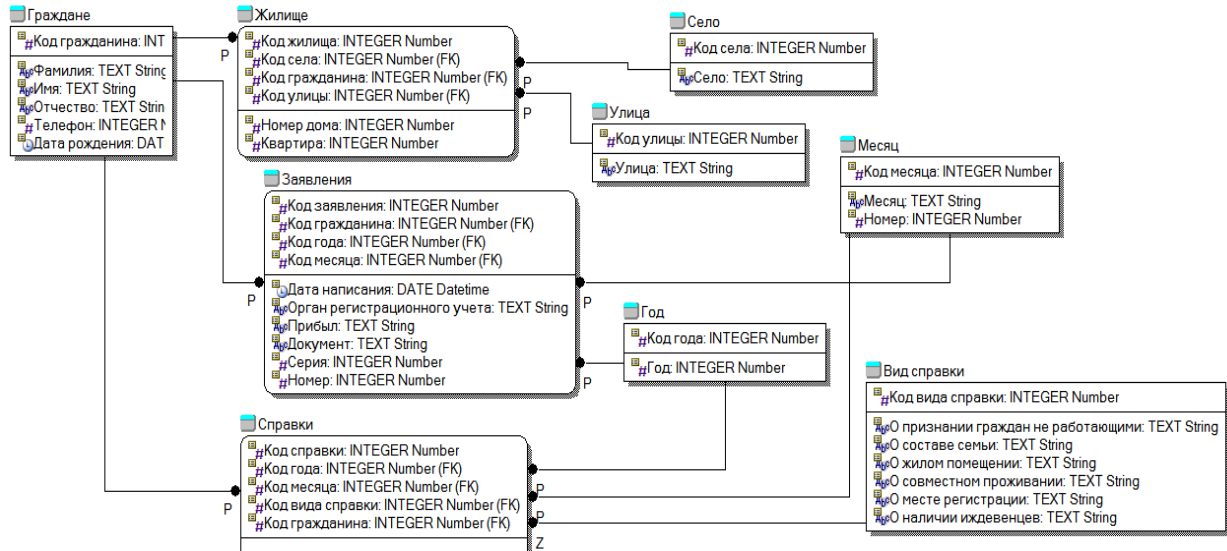 Граждане
#Код гражданина: INT
Фамилия: TEXT String
Имя: TEXT String
Отчество: TEXT Strin
#Телефон: INTEGER N
Дата рождения: DAT
P
Жилище
#Код жилища: INTEGER Number
#Код села: INTEGER Number (FK)
#Код гражданина: INTEGER Number (FK)
#Код улицы: INTEGER Number (FK)
#Номер дома: INTEGER Number
#Квартира: INTEGER Number
P
P
Село
#Код села: INTEGER Number
Село: TEXT String
Улица
#Код улицы: INTEGER Number
Улица: TEXT String
Месяц
#Код месяца: INTEGER Number
Месяц: TEXT String
#Номер: INTEGER Number
Заявления
#Код заявления: INTEGER Number
#Код гражданина: INTEGER Number (FK)
#Код года: INTEGER Number (FK)
#Код месяца: INTEGER Number (FK)
Дата написания: DATE Datetime
Орган регистрационного учета: TEXT String
Прибыл: TEXT String
Документ: TEXT String
#Серия: INTEGER Number
#Номер: INTEGER Number
P
P
P
Год
#Код года: INTEGER Number
#Год: INTEGER Number
Вид справки
#Код вида справки: INTEGER Number
О признании граждан не работающими: TEXT String
О составе семьи: TEXT String
О жилом помещении: TEXT String
О совместном проживании: TEXT String
О месте регистрации: TEXT String
О наличии иждевенцев: TEXT String
Справки
#Код справки: INTEGER Number
#Код года: INTEGER Number (FK)
#Код месяца: INTEGER Number (FK)
#Код вида справки: INTEGER Number (FK)
#Код гражданина: INTEGER Number (FK)
P
P
P
Z